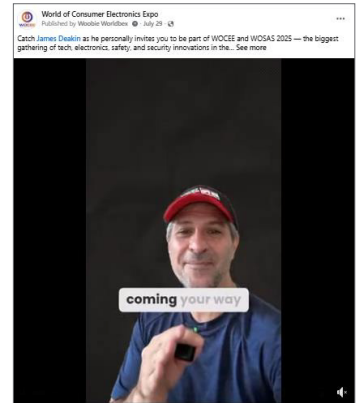 World of Consumer Electronics Expo
Published by Woobie Worldbex · July 29 ·
Catch James Deakin as he personally invites you to be part of WOCEE and WOSAS 2025 — the biggest
gathering of tech, electronics, safety, and security innovations in the... See more
coming your way